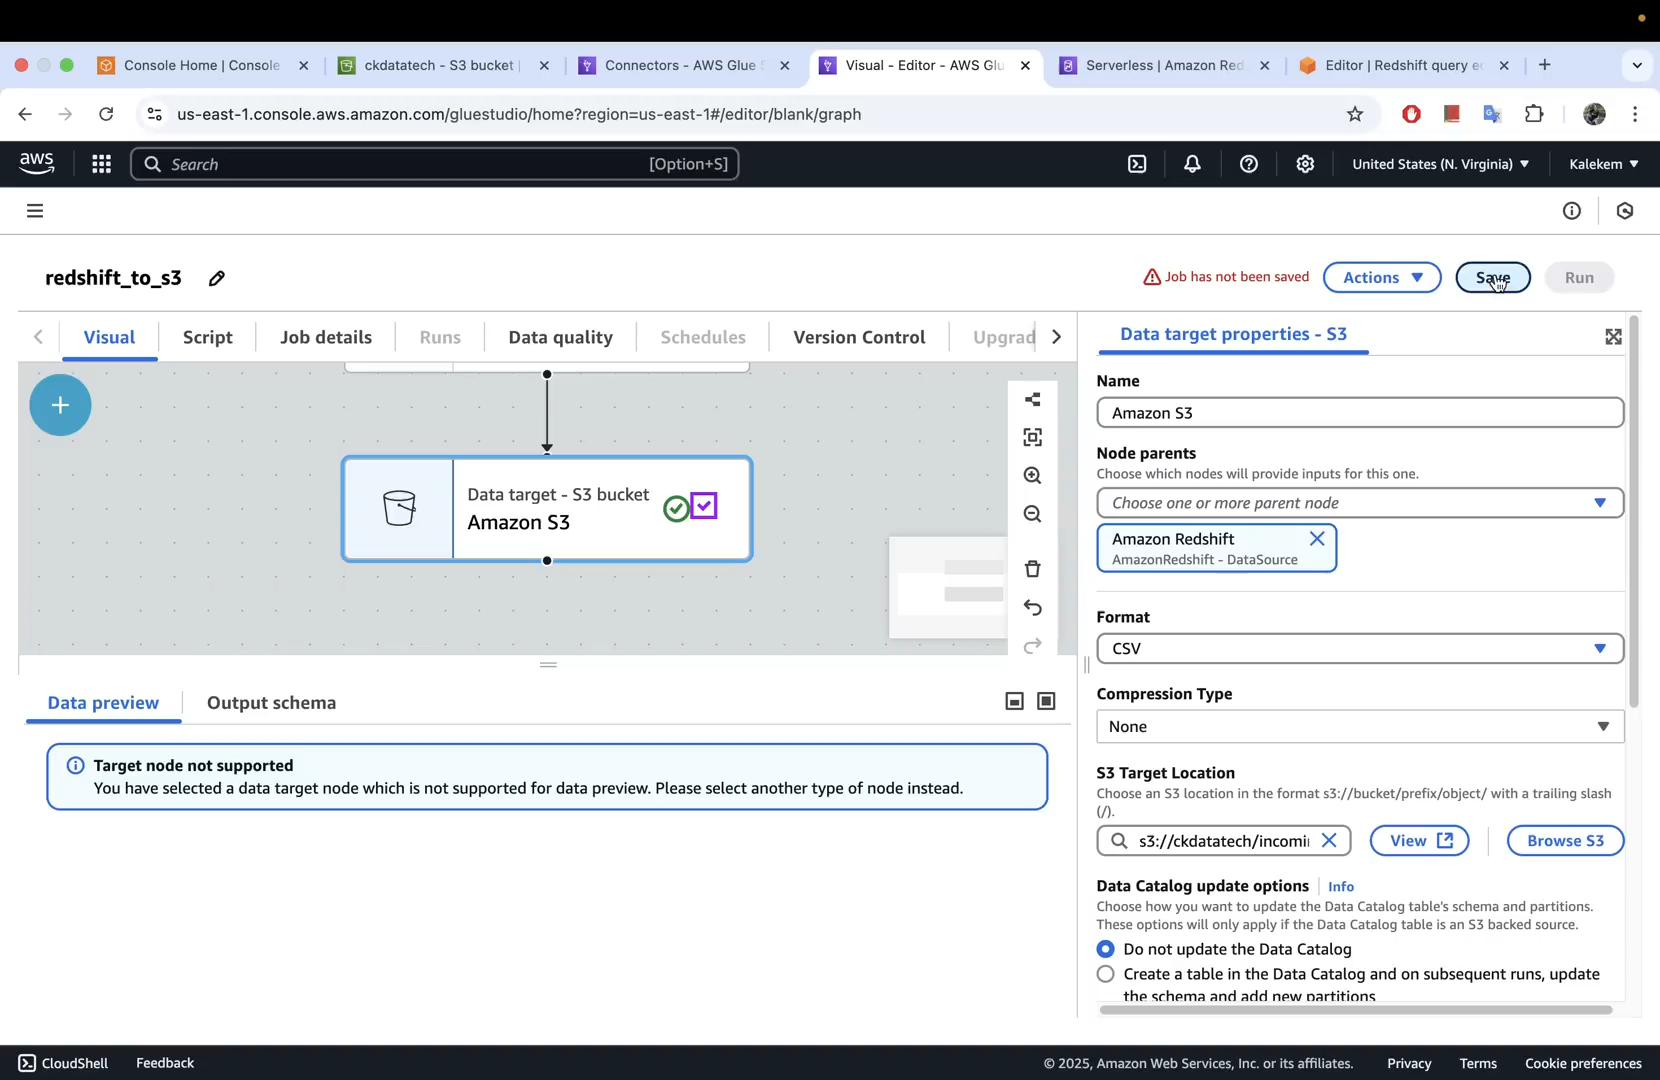 Console Home | Console
ckdatatech - S3 bucket
Connectors - AWS Glue S
Visual - Editor - AWS Glu
Serverless | Amazon Red
Editor | Redshift query e
us-east-1.console.aws.amazon.com/gluestudio/home?region=us-east-1#/editor/blank/graph
aws
Search
[Option+S]
United States (N. Virginia)
Kalekem
redshift_to_s3
Job has not been saved
Actions
Save
Run
Visual
Script
Job details
Runs
Data quality
Schedules
Version Control
Upgrad
Data target properties - S3
Name
Amazon S3
Node parents
Choose which nodes will provide inputs for this one.
Choose one or more parent node
Amazon Redshift
AmazonRedshift - DataSource
Data target - S3 bucket
Amazon S3
Format
CSV
Compression Type
None
S3 Target Location
Choose an S3 location in the format s3://bucket/prefix/object/ with a trailing slash
(/).
s3://ckdatatech/incomi
View
Browse S3
Data Catalog update options
Info
Choose how you want to update the Data Catalog table's schema and partitions.
These options will only apply if the Data Catalog table is an S3 backed source.
Do not update the Data Catalog
Create a table in the Data Catalog and on subsequent runs, update
the schema and add new partitions
Data preview
Output schema
Target node not supported
You have selected a data target node which is not supported for data preview. Please select another type of node instead.
CloudShell
Feedback
© 2025, Amazon Web Services, Inc. or its affiliates.
Privacy
Terms
Cookie preferences